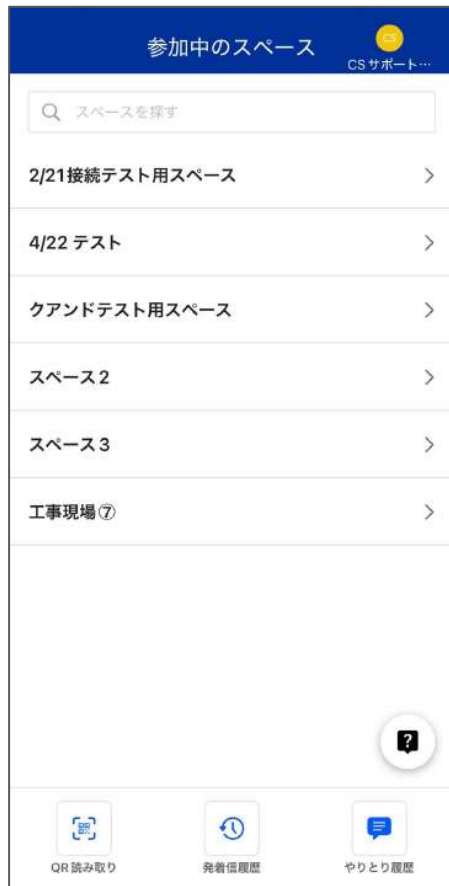 参加中のスペース
CS
CSサポート…
スペースを探す
2/21接続テスト用スペース
4/22 テスト
クアンドテスト用スペース
スペース2
スペース3
工事現場⑦
?
QR読み取り
発着信履歴
やりとり履歴